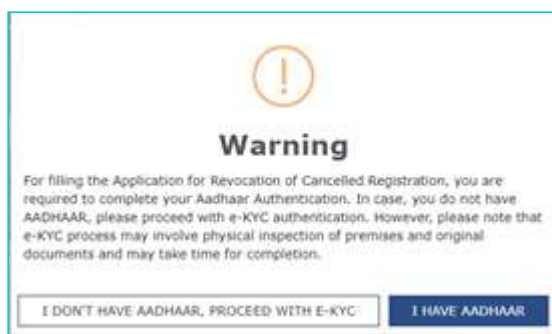 Warning
For filling the Application for Revocation of Cancelled Registration, you are
required to complete your Aadhaar Authentication. In case, you do not have
AADHAAR, please proceed with e-KYC authentication. However, please note that
e-KYC process may involve physical inspection of premises and original
documents and may take time for completion.
I DON'T HAVE AADHAAR, PROCEED WITH E-KYC
I HAVE AADHAAR